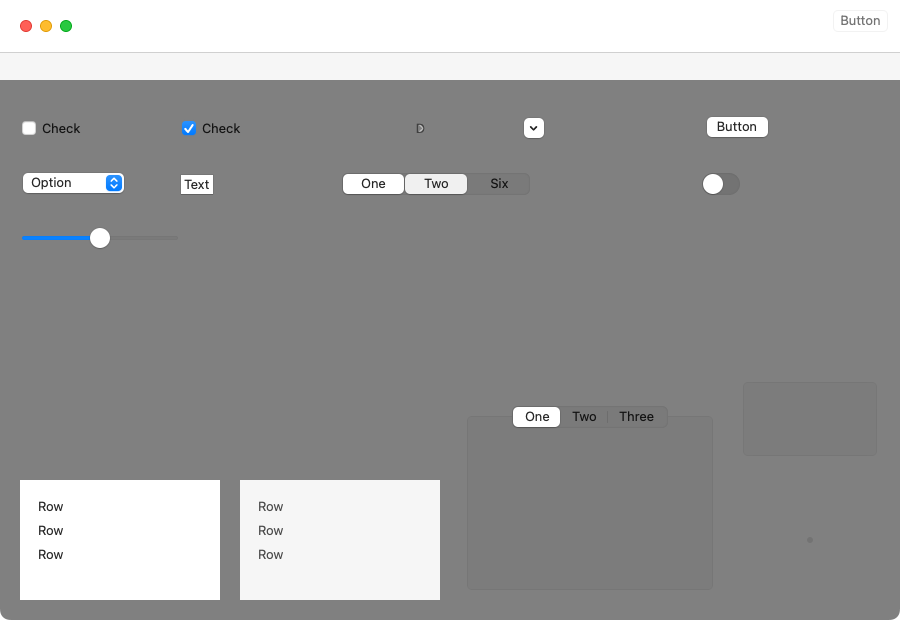 Button
Check
Check
D
Button
Option
Text
One
Two
Six
One
Two
Three
Row
Row
Row
Row
Row
Row